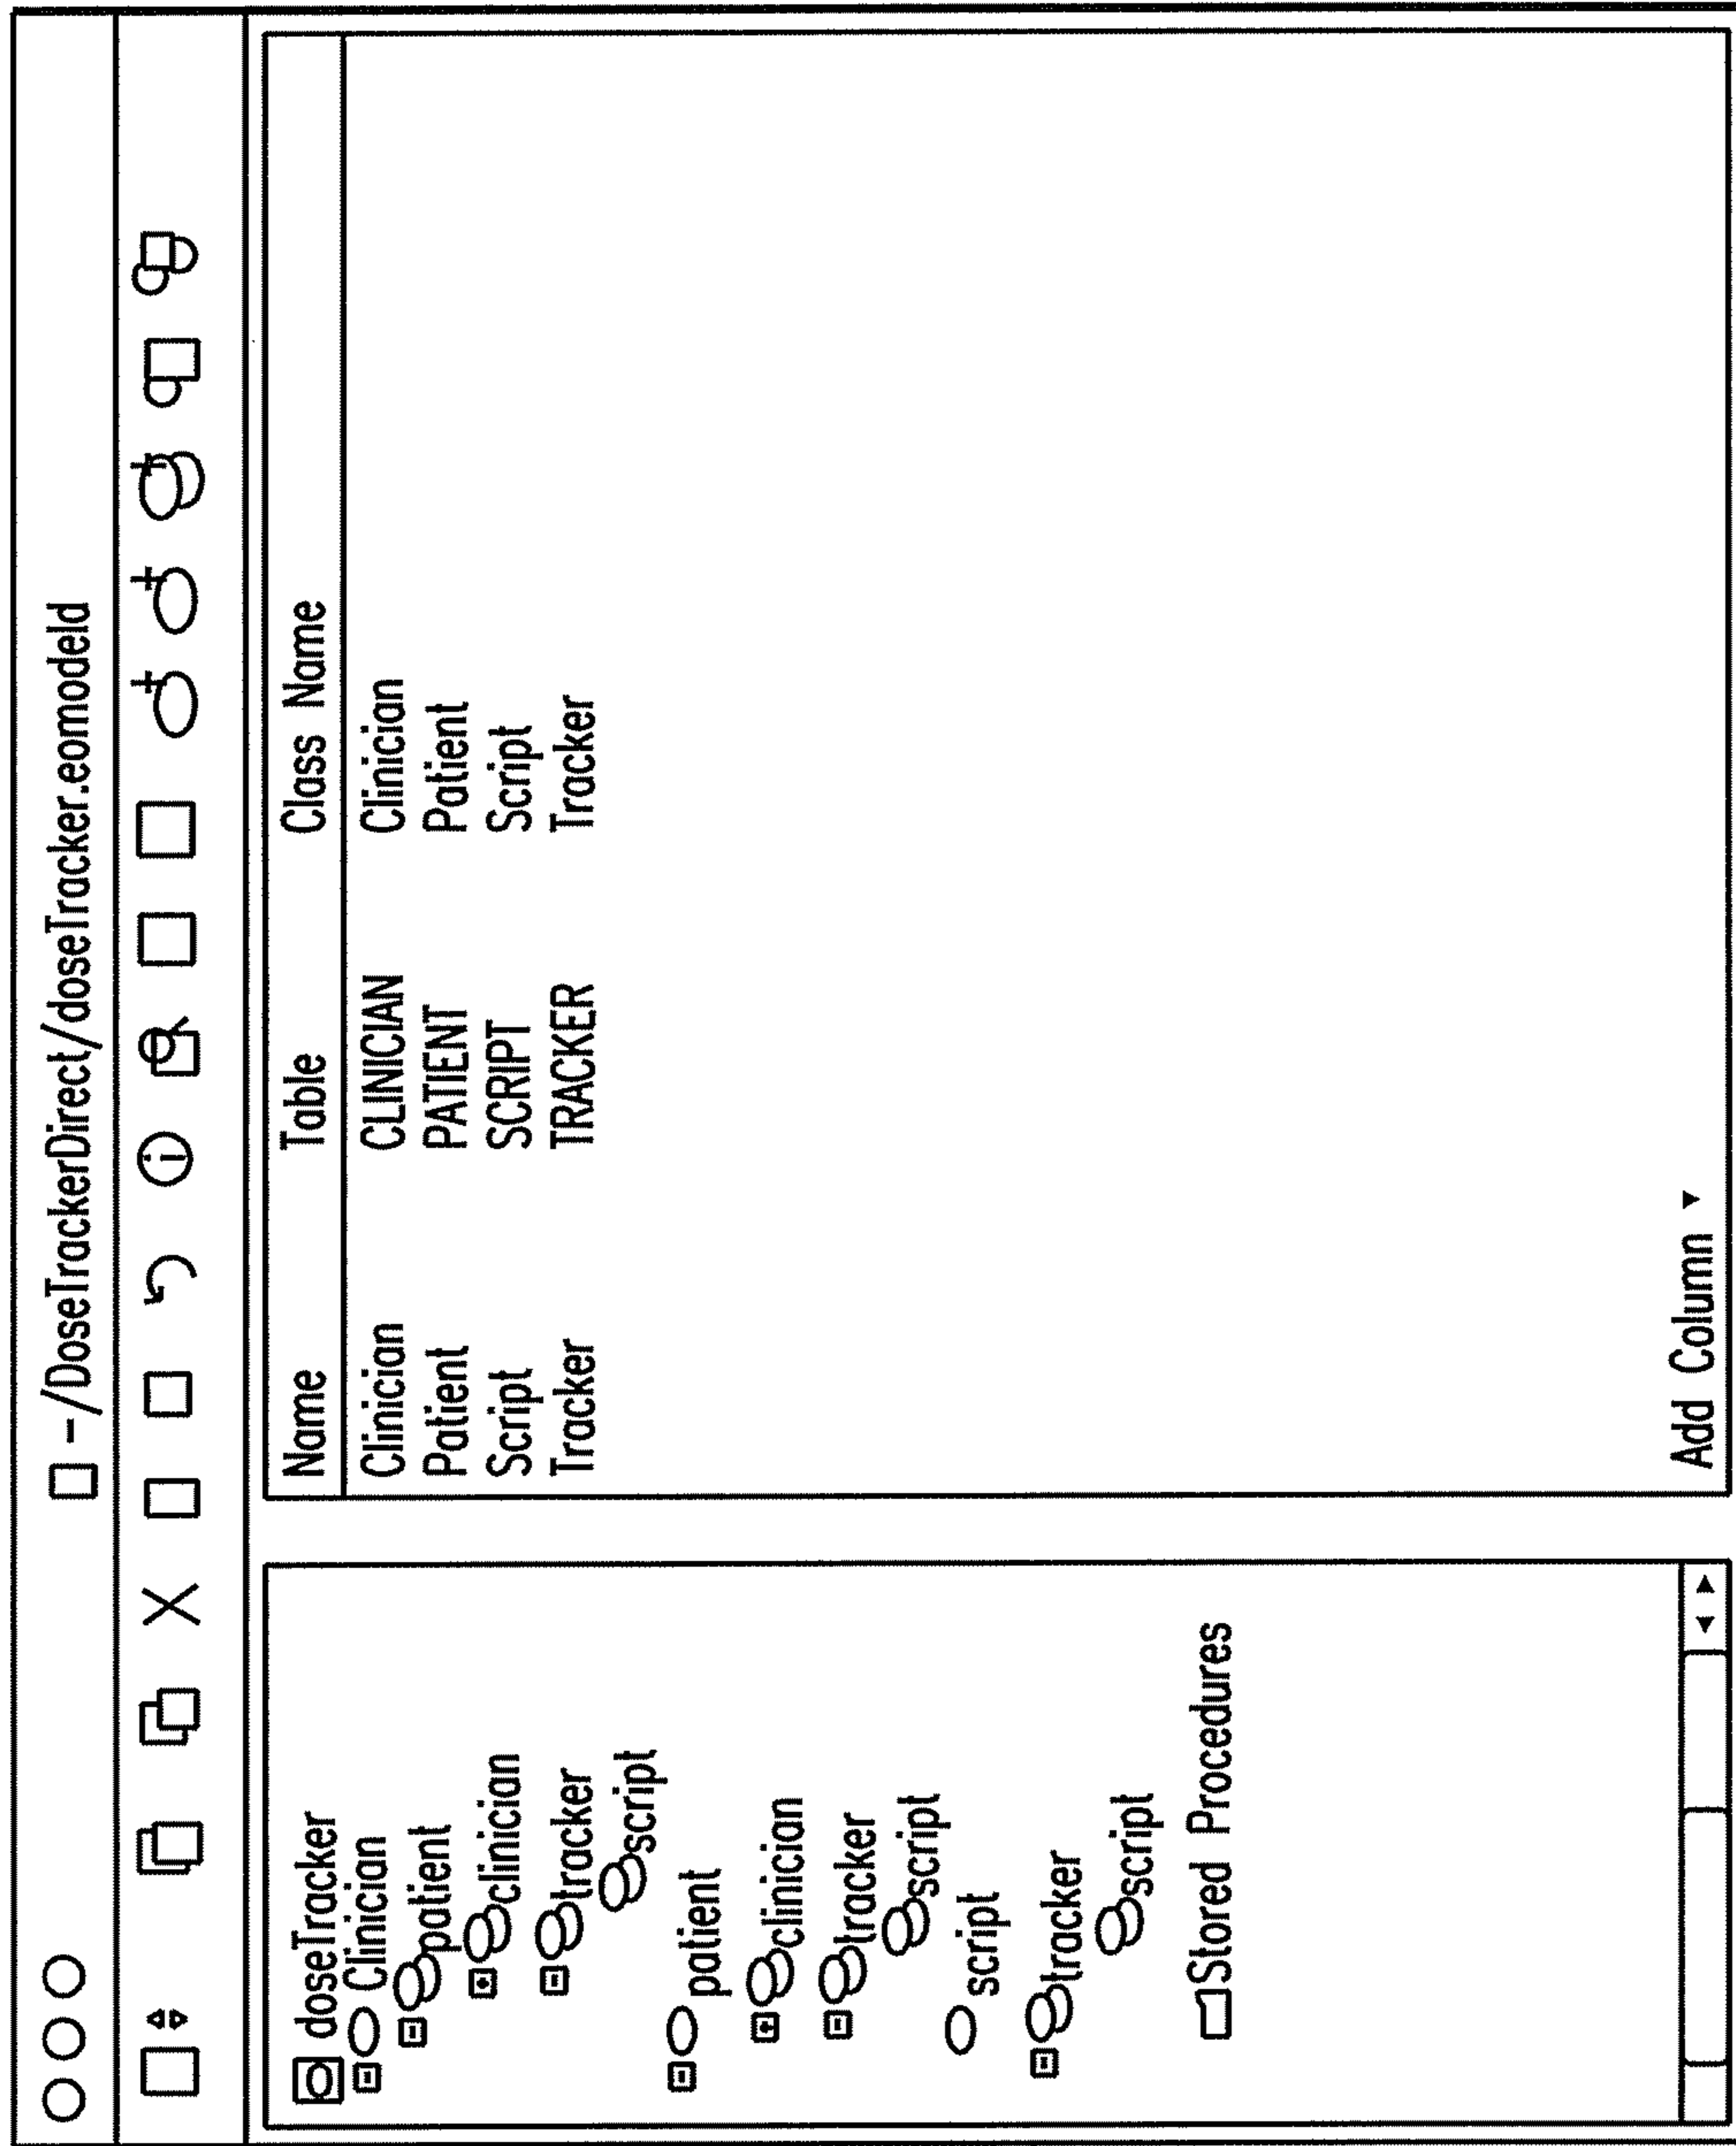 -/DoseTrackerDirect/doseTracker.eomodeld
doseTracker
Clinician
patient
clinician
tracker
script
patient
clinician
tracker
script
script
tracker
script
Stored Procedures
Name Table Class Name
Clinician CLINICIAN Clinician
Patient PATIENT Patient
Script SCRIPT Script
Tracker TRACKER Tracker
Add Column